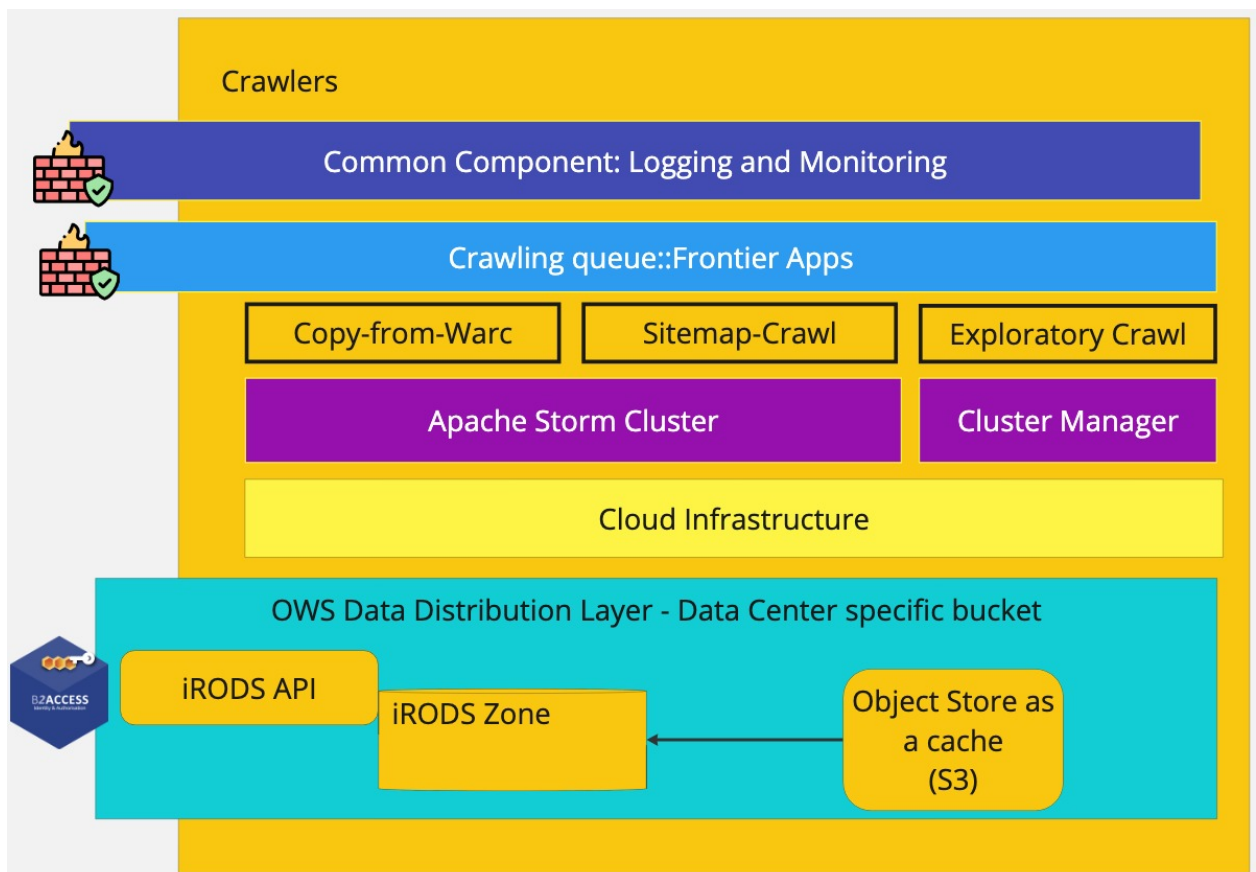 Crawlers
Common Component: Logging and Monitoring
Crawling queue::Frontier Apps
Copy-from-Warc
Sitemap-Crawl
Exploratory Crawl
Apache Storm Cluster
Cluster Manager
Cloud Infrastructure
OWS Data Distribution Layer - Data Center specific bucket
B2ACCESS
Identity & Authorisation
iRODS API
iRODS Zone
Object Store as
a cache
(S3)